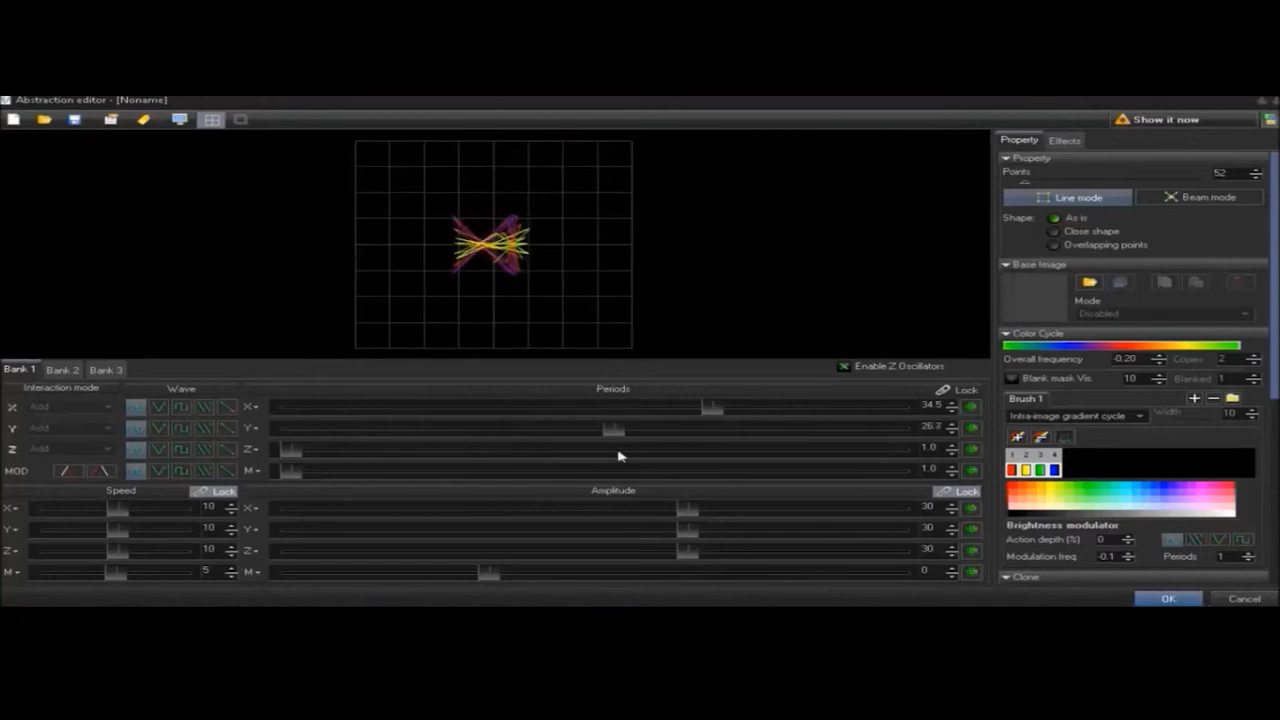 Abstraction editor - [Noname]
Show it now
Property Effects
Property
Points 52
Line mode Beam mode
Shape: As is
Close shape
Overlapping points
Base Image
Mode
Disabled
Color Cycle
Overall frequency -0.20 Copies 2
Blank mask Vis. 10 Blanked 1
Brush 1
Intra-image gradient cycle Width 10
1 2 3 4
Brightness modulator
Action depth (%) 0
Modulation freq. -0.1 Periods 1
Clone
OK Cancel
Bank 1 Bank 2 Bank 3 Enable Z Oscillators
Interaction mode Wave Periods Lock
X Add X 34.5
Y Add Y 26.7
Z Add Z 1.0
MOD M 1.0
Speed Lock Amplitude Lock
X 10 X 30
Y 10 Y 30
Z 10 Z 30
M 5 M 0